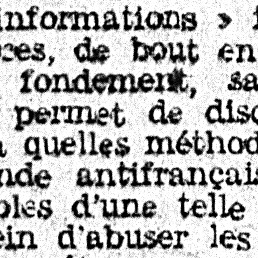 informations »
ces, de bout en
fondement, sa
permet de disc
à quelles méthod
nde antifrançais
bles d'une telle
ein d'abuser les